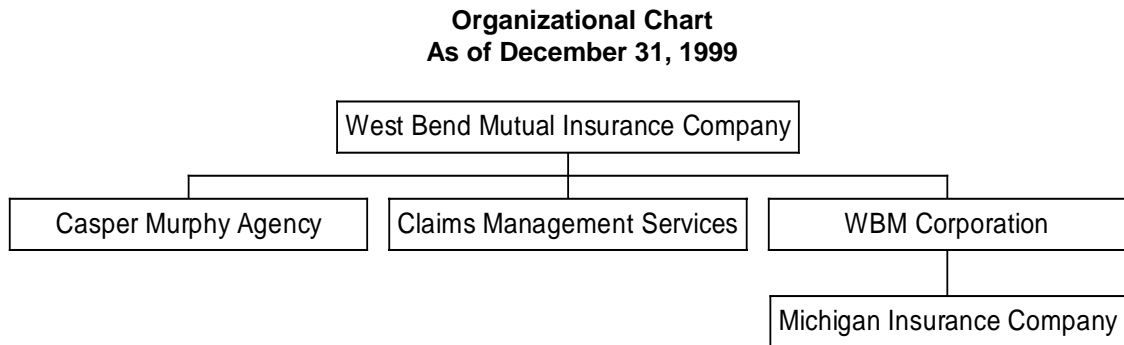 Organizational Chart
As of December 31, 1999
West Bend Mutual Insurance Company
Casper Murphy Agency
Claims Management Services
WBM Corporation
Michigan Insurance Company